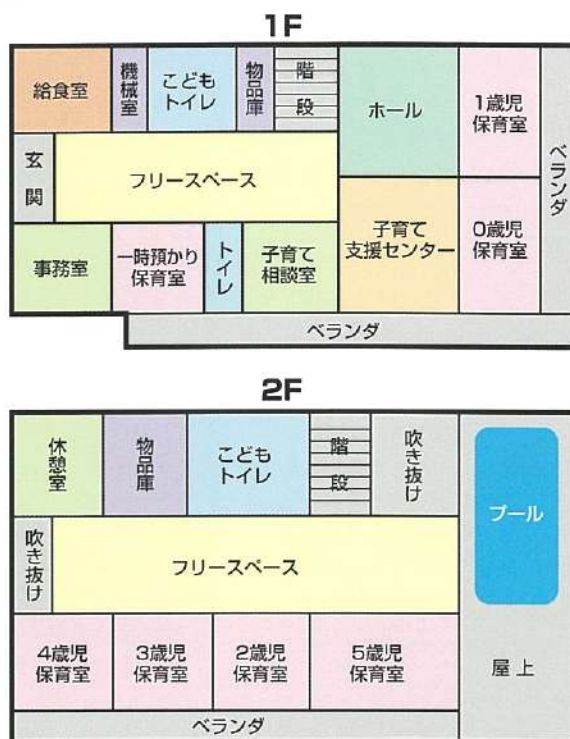 1F
給食室
機械室
こども
トイレ
物品庫
階
段
ホール
1歳児
保育室
ベランダ
玄
関
フリースペース
事務室
一時預かり
保育室
トイレ
子育て
相談室
子育て
支援センター
0歳児
保育室
ベランダ
2F
休憩室
物品庫
こども
トイレ
階
段
吹き抜け
プール
吹き抜け
フリースペース
4歳児
保育室
3歳児
保育室
2歳児
保育室
5歳児
保育室
屋上
ベランダ